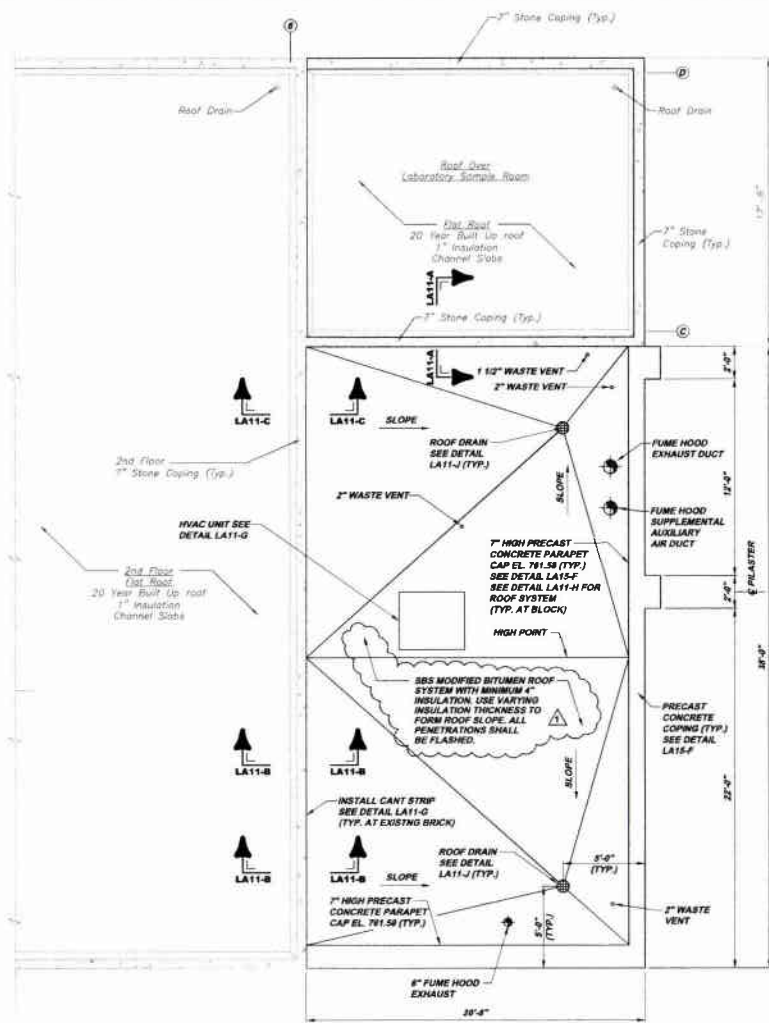 7" Stone Coping (Typ.)
B
D
Roof Drain
Roof Drain
Roof Over
Laboratory Sample Room
Flat Roof
20 Year Built Up roof
1" Insulation
Channel Slabs
7" Stone
Coping (Typ.)
LA11-A
7" Stone Coping (Typ.)
C
LA11-A
1 1/2" WASTE VENT
2" WASTE VENT
2'-0"
LA11-C
LA11-C
SLOPE
ROOF DRAIN
SEE DETAIL
LA11-J (TYP.)
FUME HOOD
EXHAUST DUCT
2nd Floor
7" Stone Coping (Typ.)
SLOPE
12'-0"
2" WASTE VENT
FUME HOOD
SUPPLEMENTAL
AUXILIARY
AIR DUCT
HVAC UNIT SEE
DETAIL LA11-G
7" HIGH PRECAST
CONCRETE PARAPET
CAP EL. 761.58 (TYP.)
SEE DETAIL LA15-F
SEE DETAIL LA11-H FOR
ROOF SYSTEM
(TYP. AT BLOCK)
2nd Floor
Flat Roof
20 Year Built Up roof
1" Insulation
Channel Slabs
2'-0"
℄ PILASTER
HIGH POINT
38'-0"
SBS MODIFIED BITUMEN ROOF
SYSTEM WITH MINIMUM 4"
INSULATION. USE VARYING
INSULATION THICKNESS TO
FORM ROOF SLOPE. ALL
PENETRATIONS SHALL
BE FLASHED.
1
PRECAST
CONCRETE
COPING (TYP.)
SEE DETAIL
LA15-F
SLOPE
22'-0"
LA11-B
LA11-B
INSTALL CANT STRIP
SEE DETAIL LA11-G
(TYP. AT EXISTNG BRICK)
ROOF DRAIN
SEE DETAIL
LA11-J (TYP.)
5'-0"
(TYP.)
LA11-B
LA11-B
SLOPE
7" HIGH PRECAST
CONCRETE PARAPET
CAP EL. 761.58 (TYP.)
5'-0"
(TYP.)
2" WASTE
VENT
6" FUME HOOD
EXHAUST